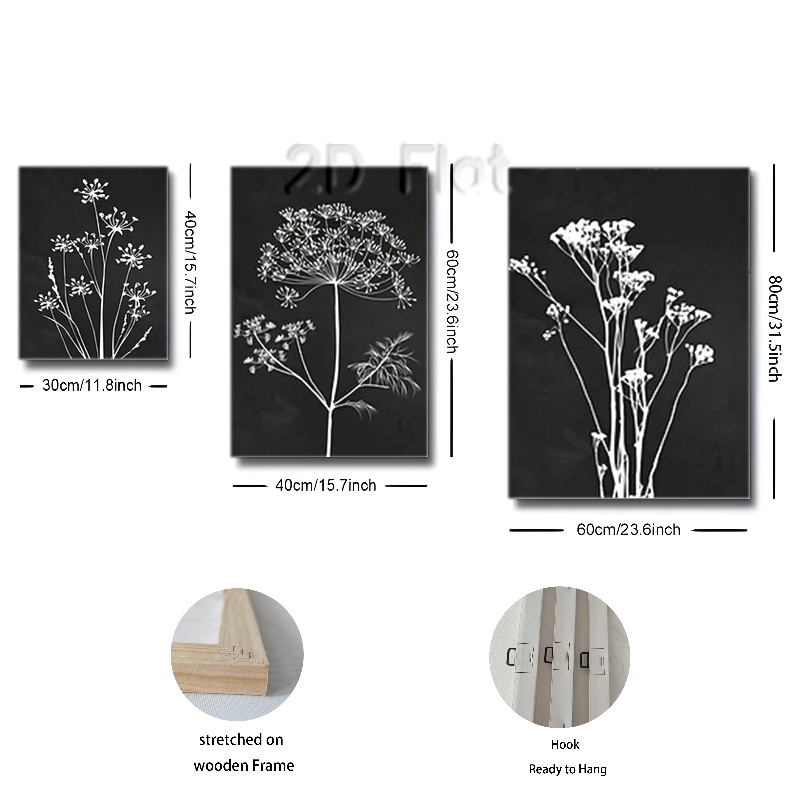 2D Flat
40cm/15.7inch
30cm/11.8inch
60cm/23.6inch
40cm/15.7inch
80cm/31.5inch
60cm/23.6inch
stretched on
wooden Frame
Hook
Ready to Hang